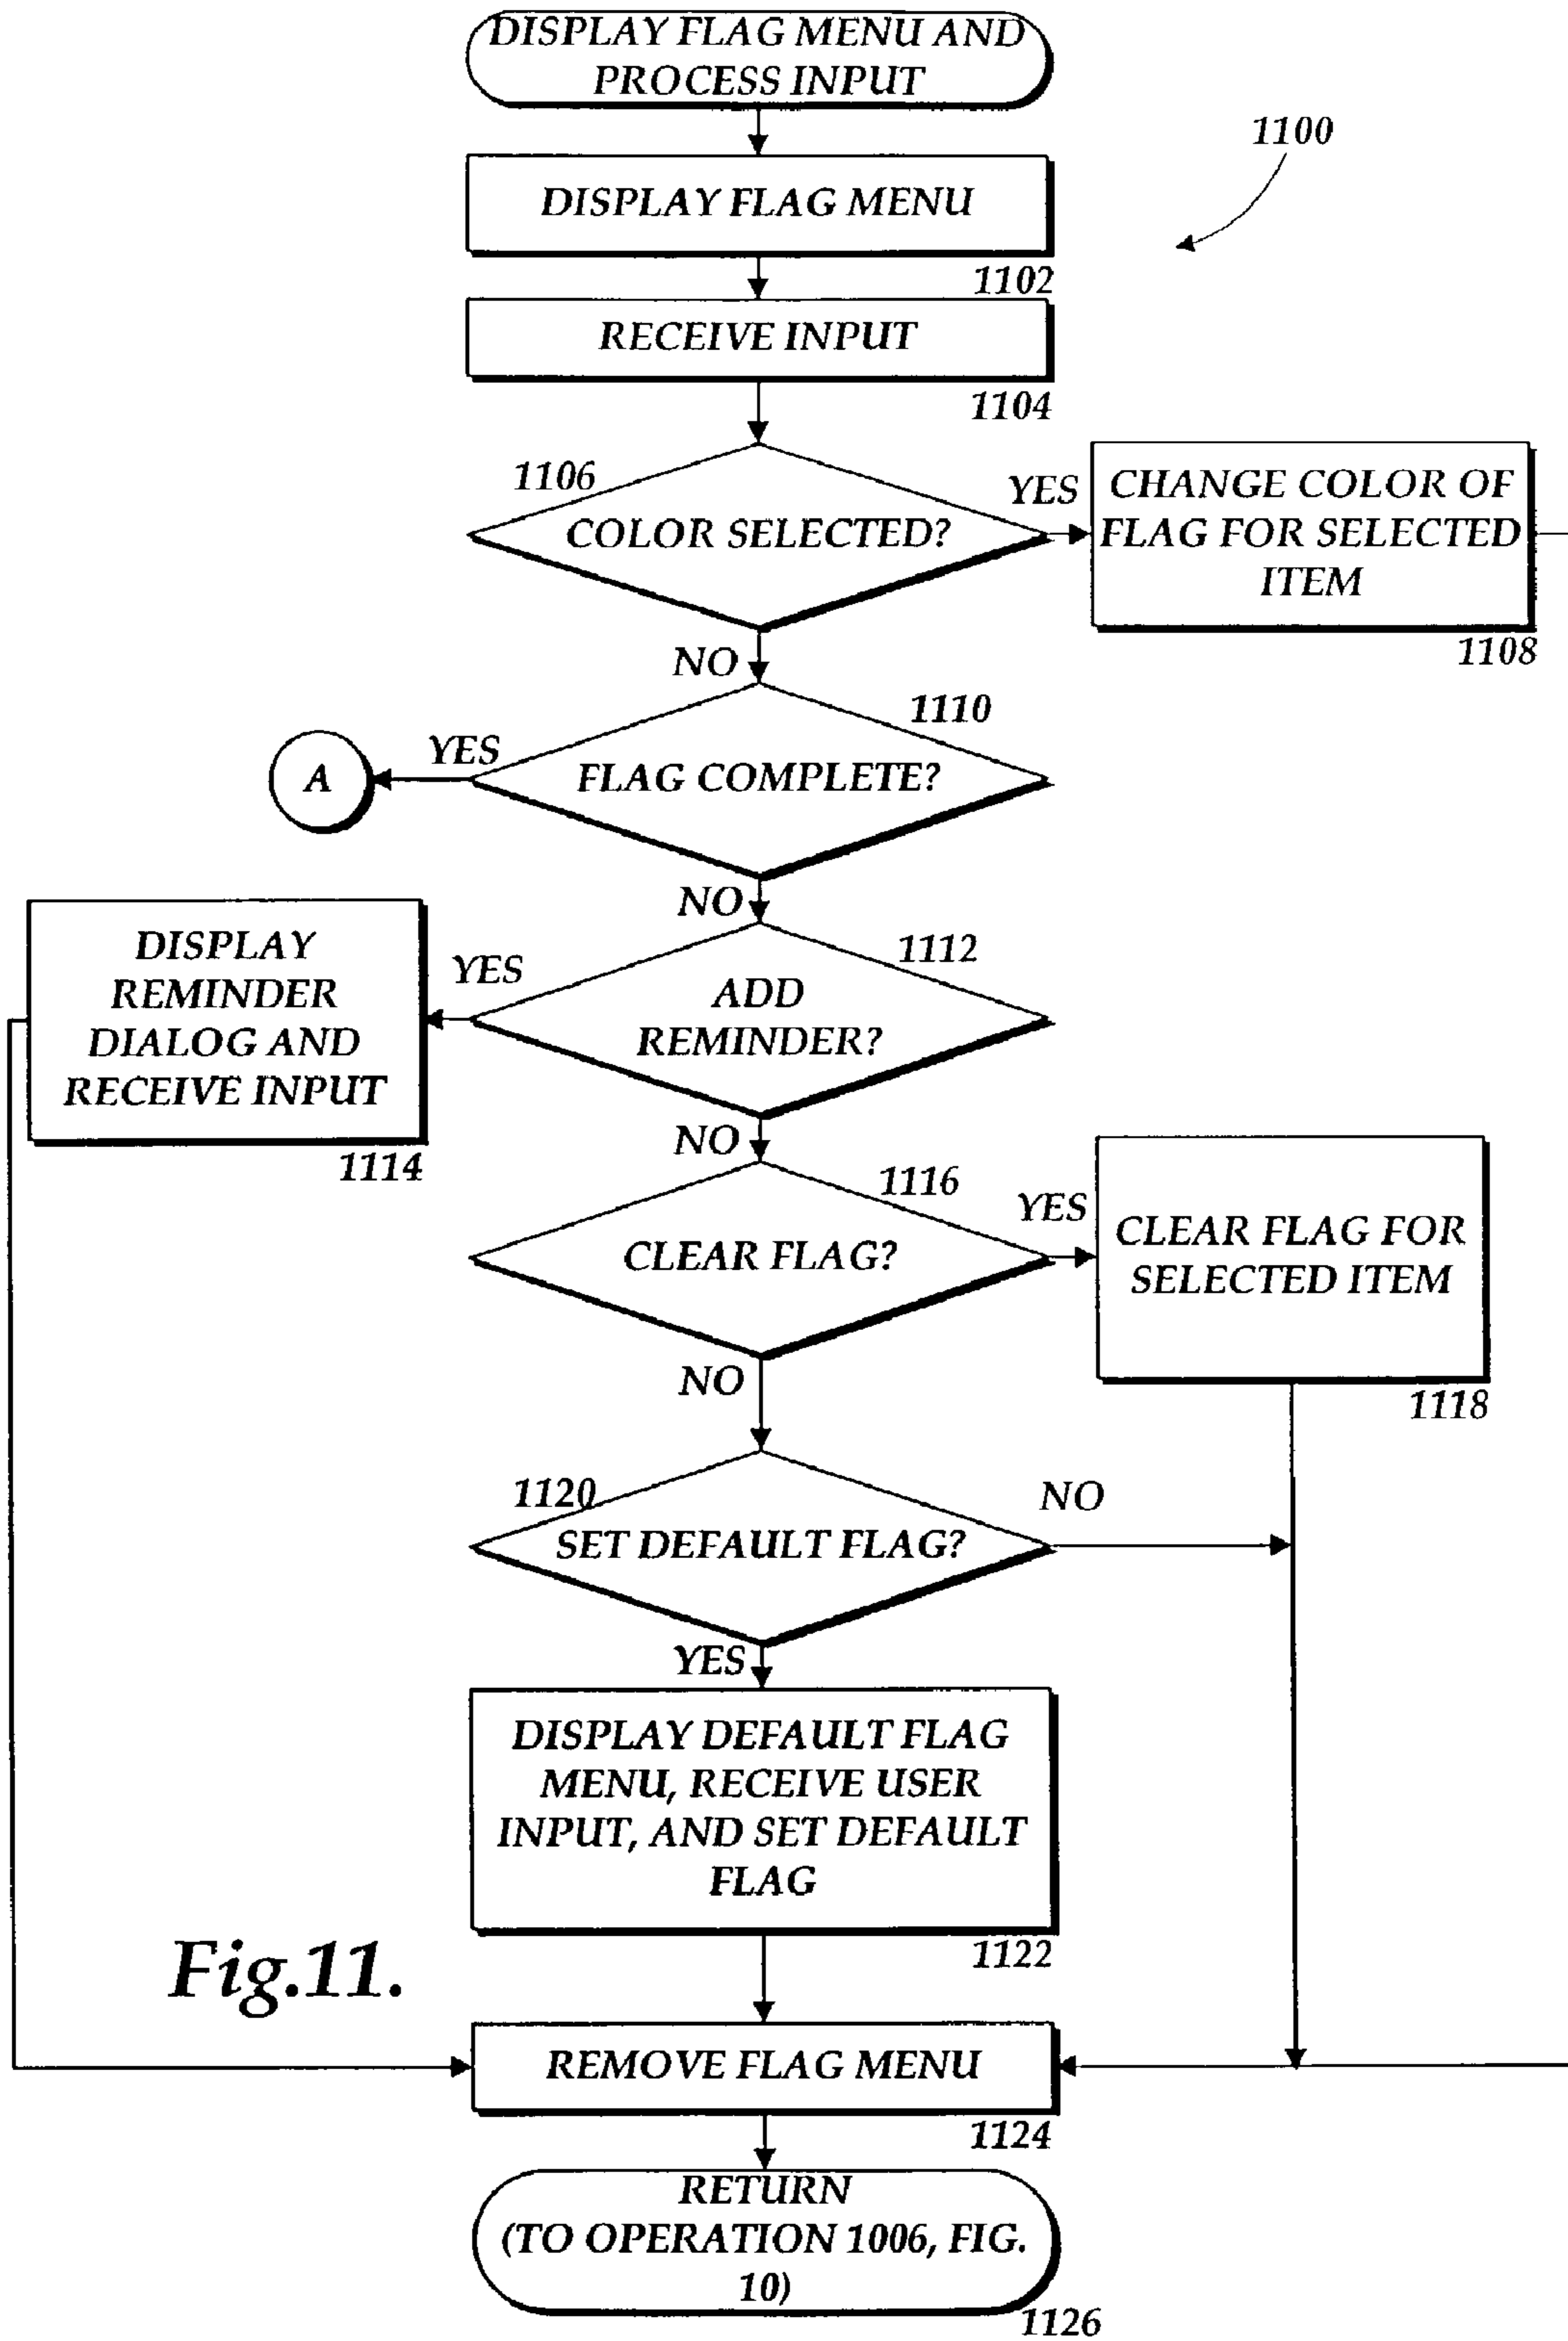 DISPLAY FLAG MENU AND
PROCESS INPUT
1100
DISPLAY FLAG MENU
1102
RECEIVE INPUT
1104
1106
COLOR SELECTED?
YES
CHANGE COLOR OF
FLAG FOR SELECTED
ITEM
1108
NO
1110
FLAG COMPLETE?
YES
A
NO
1112
ADD
REMINDER?
YES
DISPLAY
REMINDER
DIALOG AND
RECEIVE INPUT
1114
NO
1116
CLEAR FLAG?
YES
CLEAR FLAG FOR
SELECTED ITEM
1118
NO
1120
SET DEFAULT FLAG?
NO
YES
DISPLAY DEFAULT FLAG
MENU, RECEIVE USER
INPUT, AND SET DEFAULT
FLAG
1122
Fig.11.
REMOVE FLAG MENU
1124
RETURN
(TO OPERATION 1006, FIG.
10)
1126